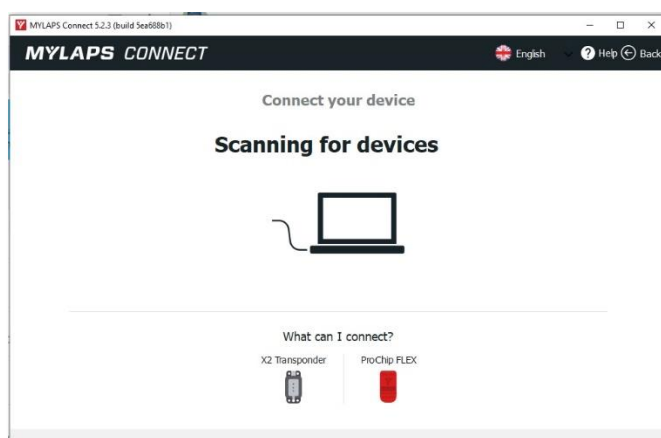 MYLAPS Connect 5.2.3 (build 5ea688b1)
MYLAPS CONNECT
English
Help
Back
Connect your device
Scanning for devices
What can I connect?
X2 Transponder
ProChip FLEX